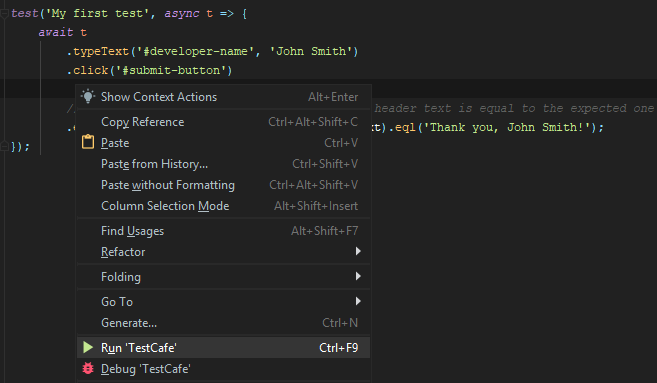 test('My first test', async t => {
await t
.typeText('#developer-name', 'John Smith')
.click('#submit-button')
Show Context Actions Alt+Enter
/ header text is equal to the expected one
Copy Reference Ctrl+Alt+Shift+C
.eql('Thank you, John Smith!');
Paste Ctrl+V
});
Paste from History... Ctrl+Shift+V
Paste without Formatting Ctrl+Alt+Shift+V
Column Selection Mode Alt+Shift+Insert
Find Usages Alt+Shift+F7
Refactor
Folding
Go To
Generate... Ctrl+N
Run 'TestCafe' Ctrl+F9
Debug 'TestCafe'